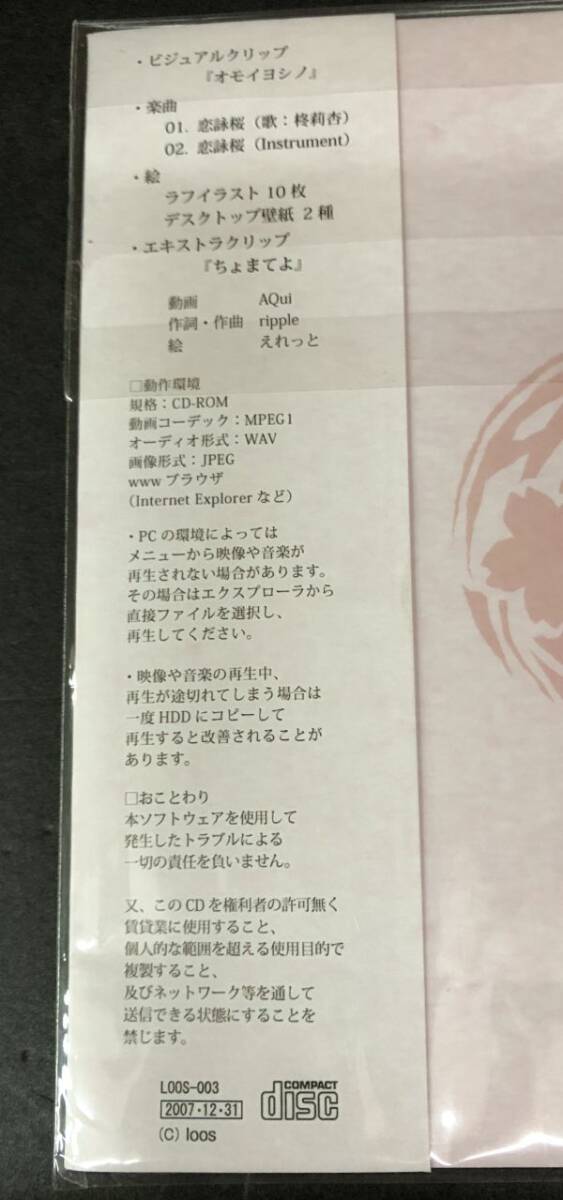 ・ビジュアルクリップ
『オモイヨシノ』
・楽曲
01. 恋詠桜（歌：柊莉杏）
02. 恋詠桜（Instrument）
・絵
ラフイラスト 10 枚
デスクトップ壁紙 2 種
・エキストラクリップ
『ちょまてよ』
動画 AQui
作詞・作曲 ripple
絵 えれっと
□動作環境
規格：CD-ROM
動画コーデック：MPEG1
オーディオ形式：WAV
画像形式：JPEG
www ブラウザ
（Internet Explorer など）
・PC の環境によっては
メニューから映像や音楽が
再生されない場合があります。
その場合はエクスプローラから
直接ファイルを選択し、
再生してください。
・映像や音楽の再生中、
再生が途切れてしまう場合は
一度 HDD にコピーして
再生すると改善されることが
あります。
□おことわり
本ソフトウェアを使用して
発生したトラブルによる
一切の責任を負いません。
又、この CD を権利者の許可無く
賃貸業に使用すること、
個人的な範囲を超える使用目的で
複製すること、
及びネットワーク等を通して
送信できる状態にすることを
禁じます。
LOOS-003
2007・12・31
(C) loos
COMPACT
disc